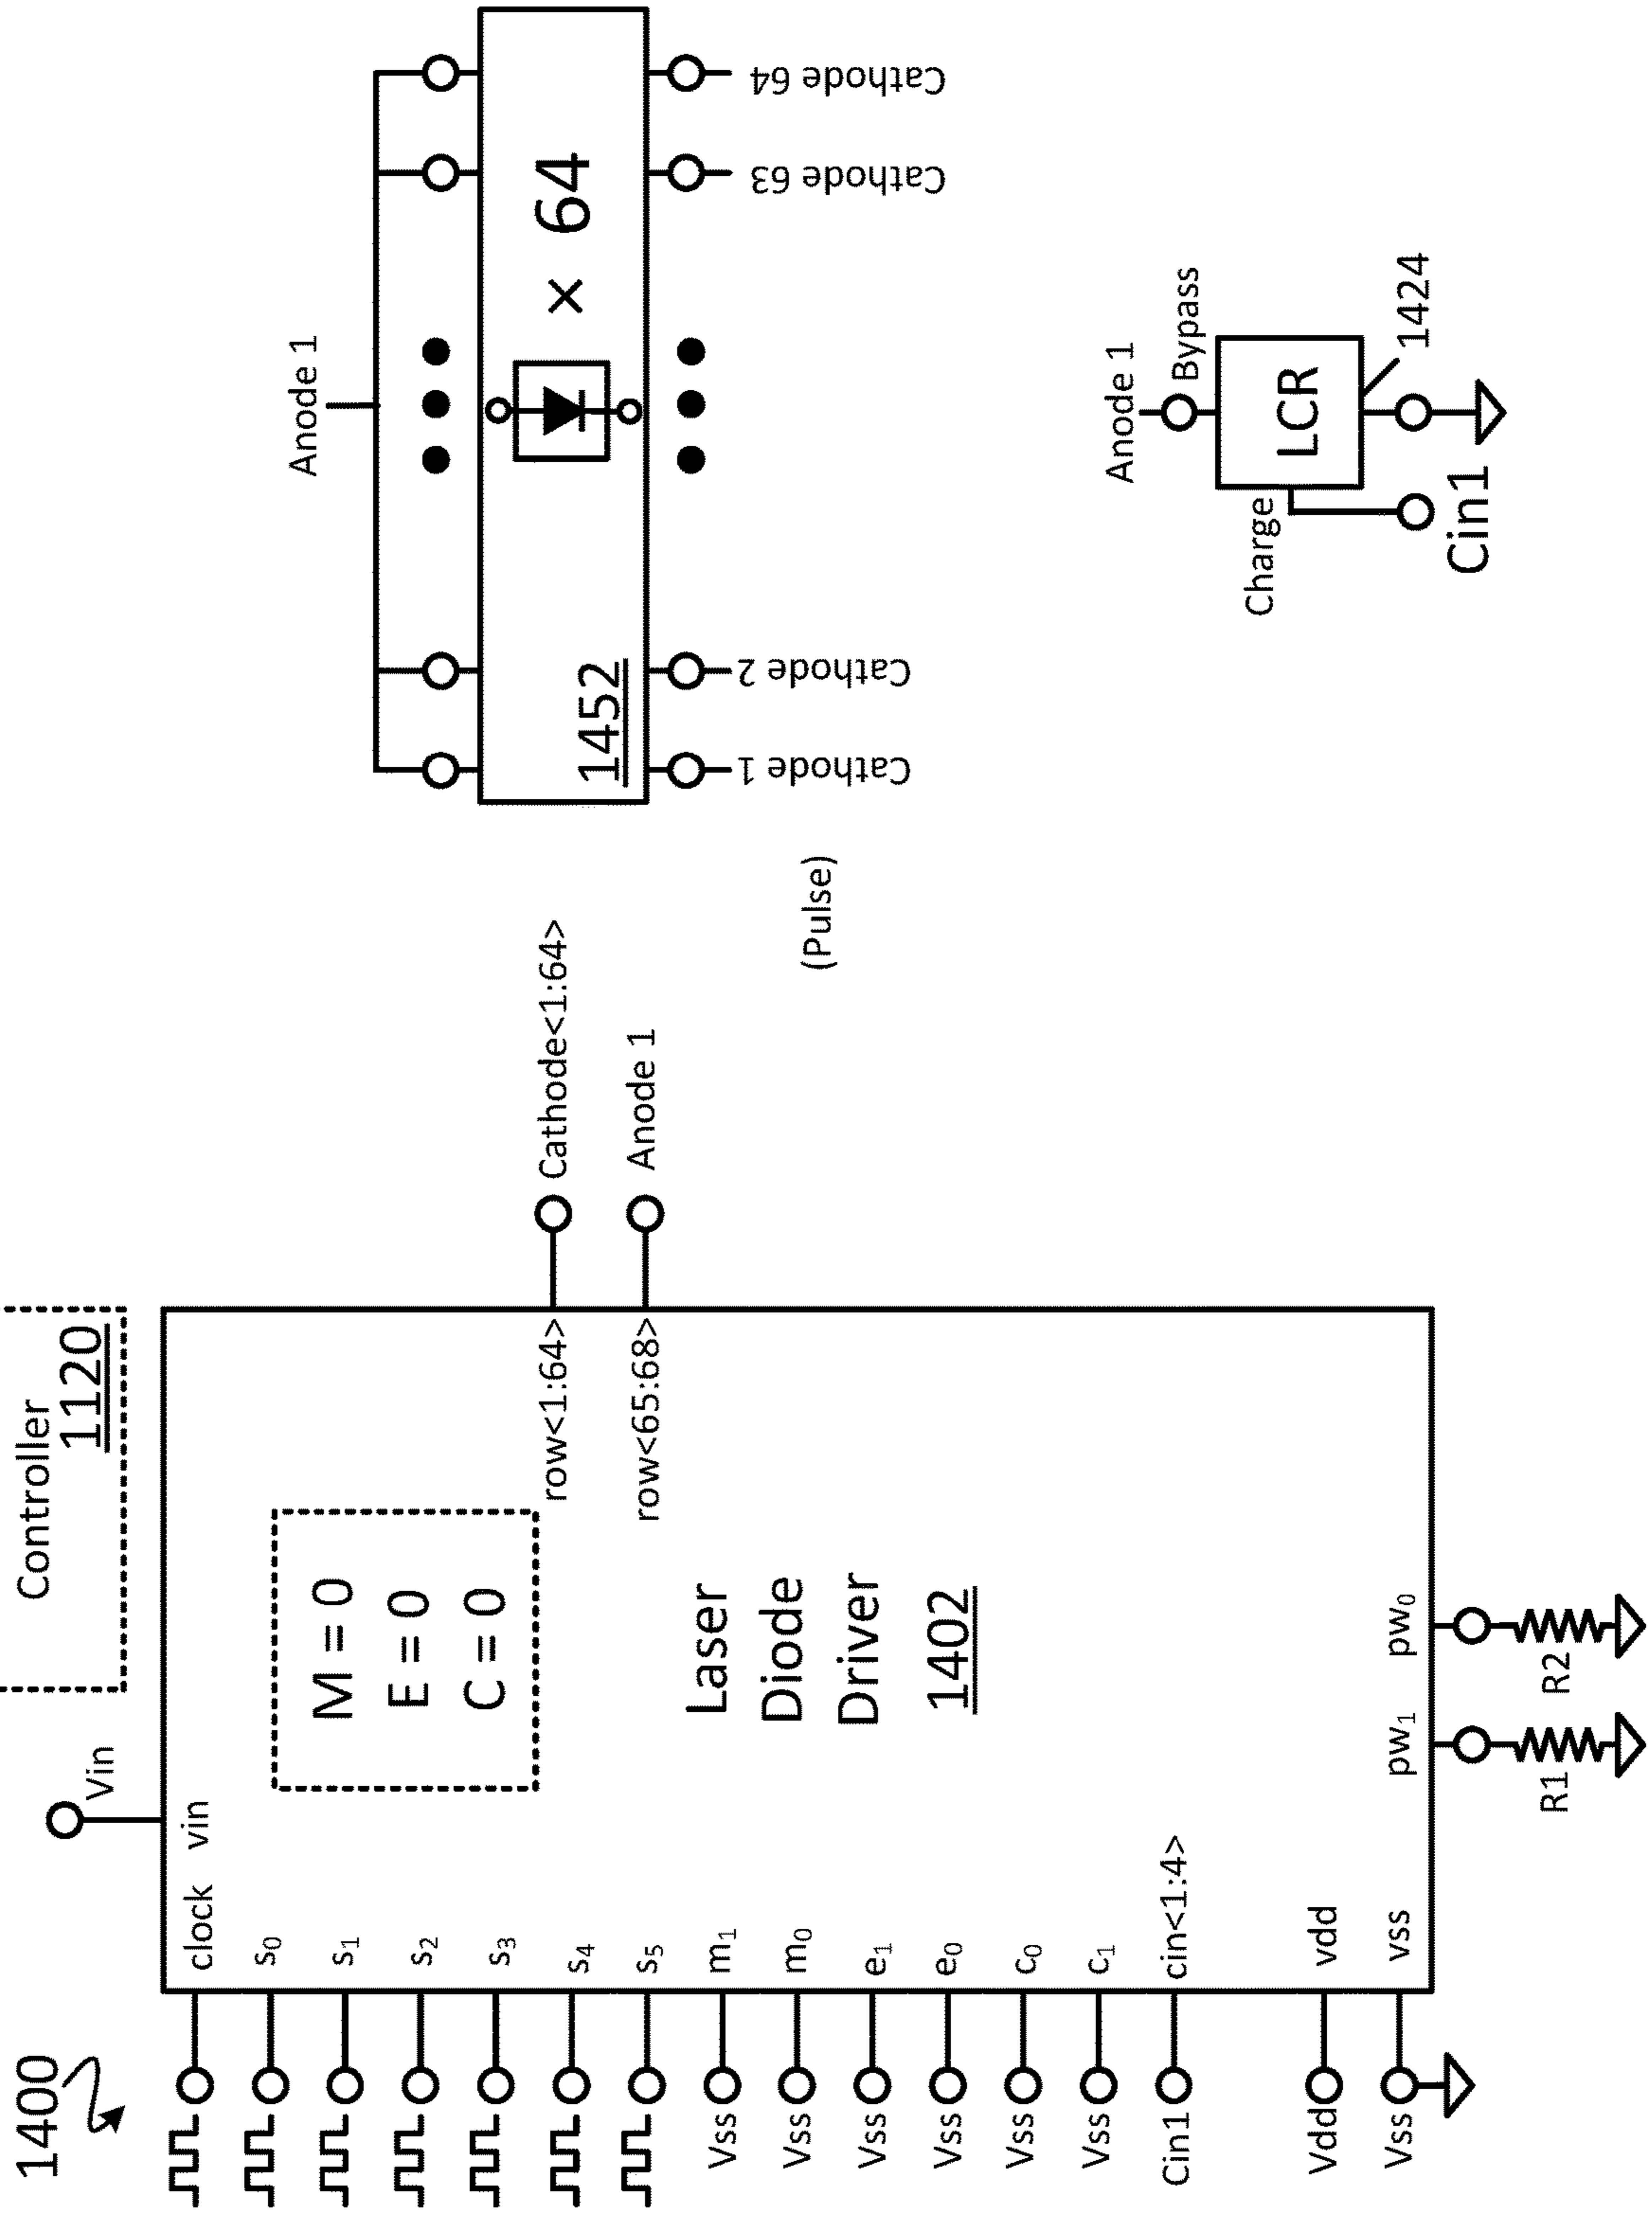 1400
Controller
1120
Vin
clock
vin
s0
s1
s2
s3
s4
s5
m1
m0
e1
e0
c0
c1
cin<1:4>
vdd
vss
Vss
Vss
Vss
Vss
Vss
Vss
Cin1
Vdd
Vss
M = 0
E = 0
C = 0
Laser
Diode
Driver
1402
row<1:64>
row<65:68>
Cathode<1:64>
Anode 1
pw1
pw0
R1
R2
(Pulse)
Anode 1
1452
× 64
Cathode 1
Cathode 2
Cathode 63
Cathode 64
Anode 1
Bypass
Charge
LCR
1424
Cin1